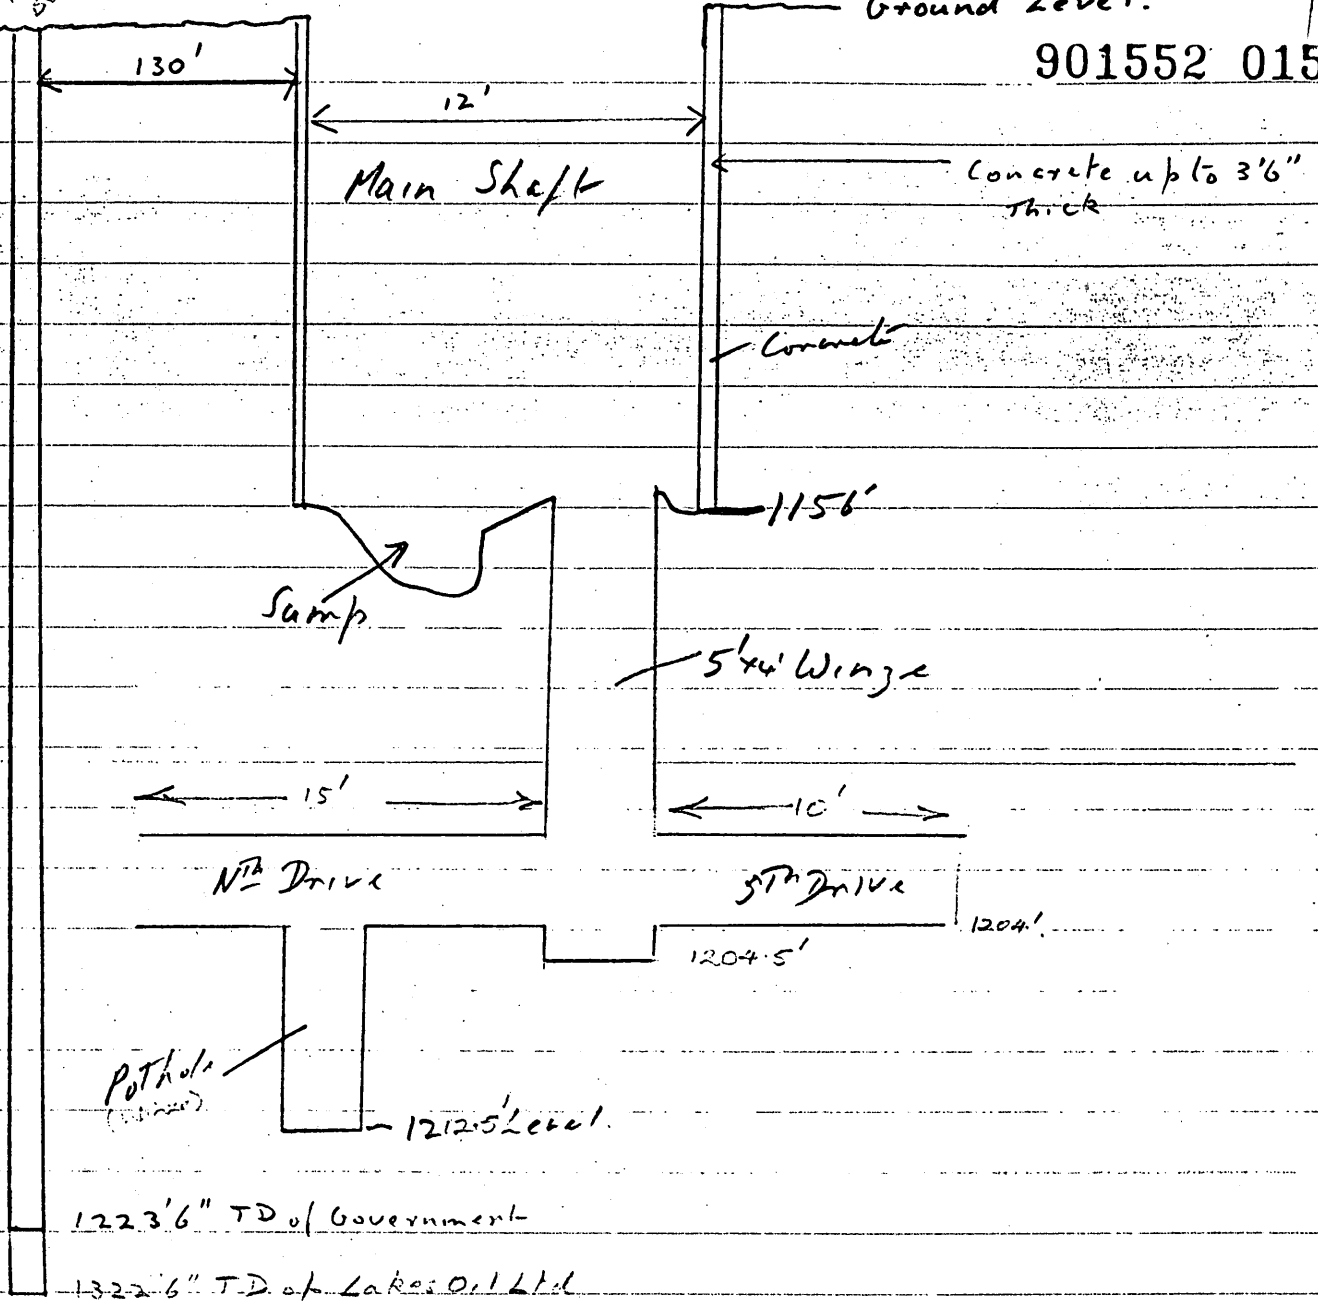 Ground Level.
901552 015
130'
12'
Main Shaft
Concrete up to 3'6"
Thick
Concrete
1156'
Sump
5'x4' Winze
15'
10'
NTh Drive
STh Drive
1204'.
1204.5'
Pothole
1212.5' Level.
1223'6" TD of Government
1322'6" TD of Lakes Oil Ltd